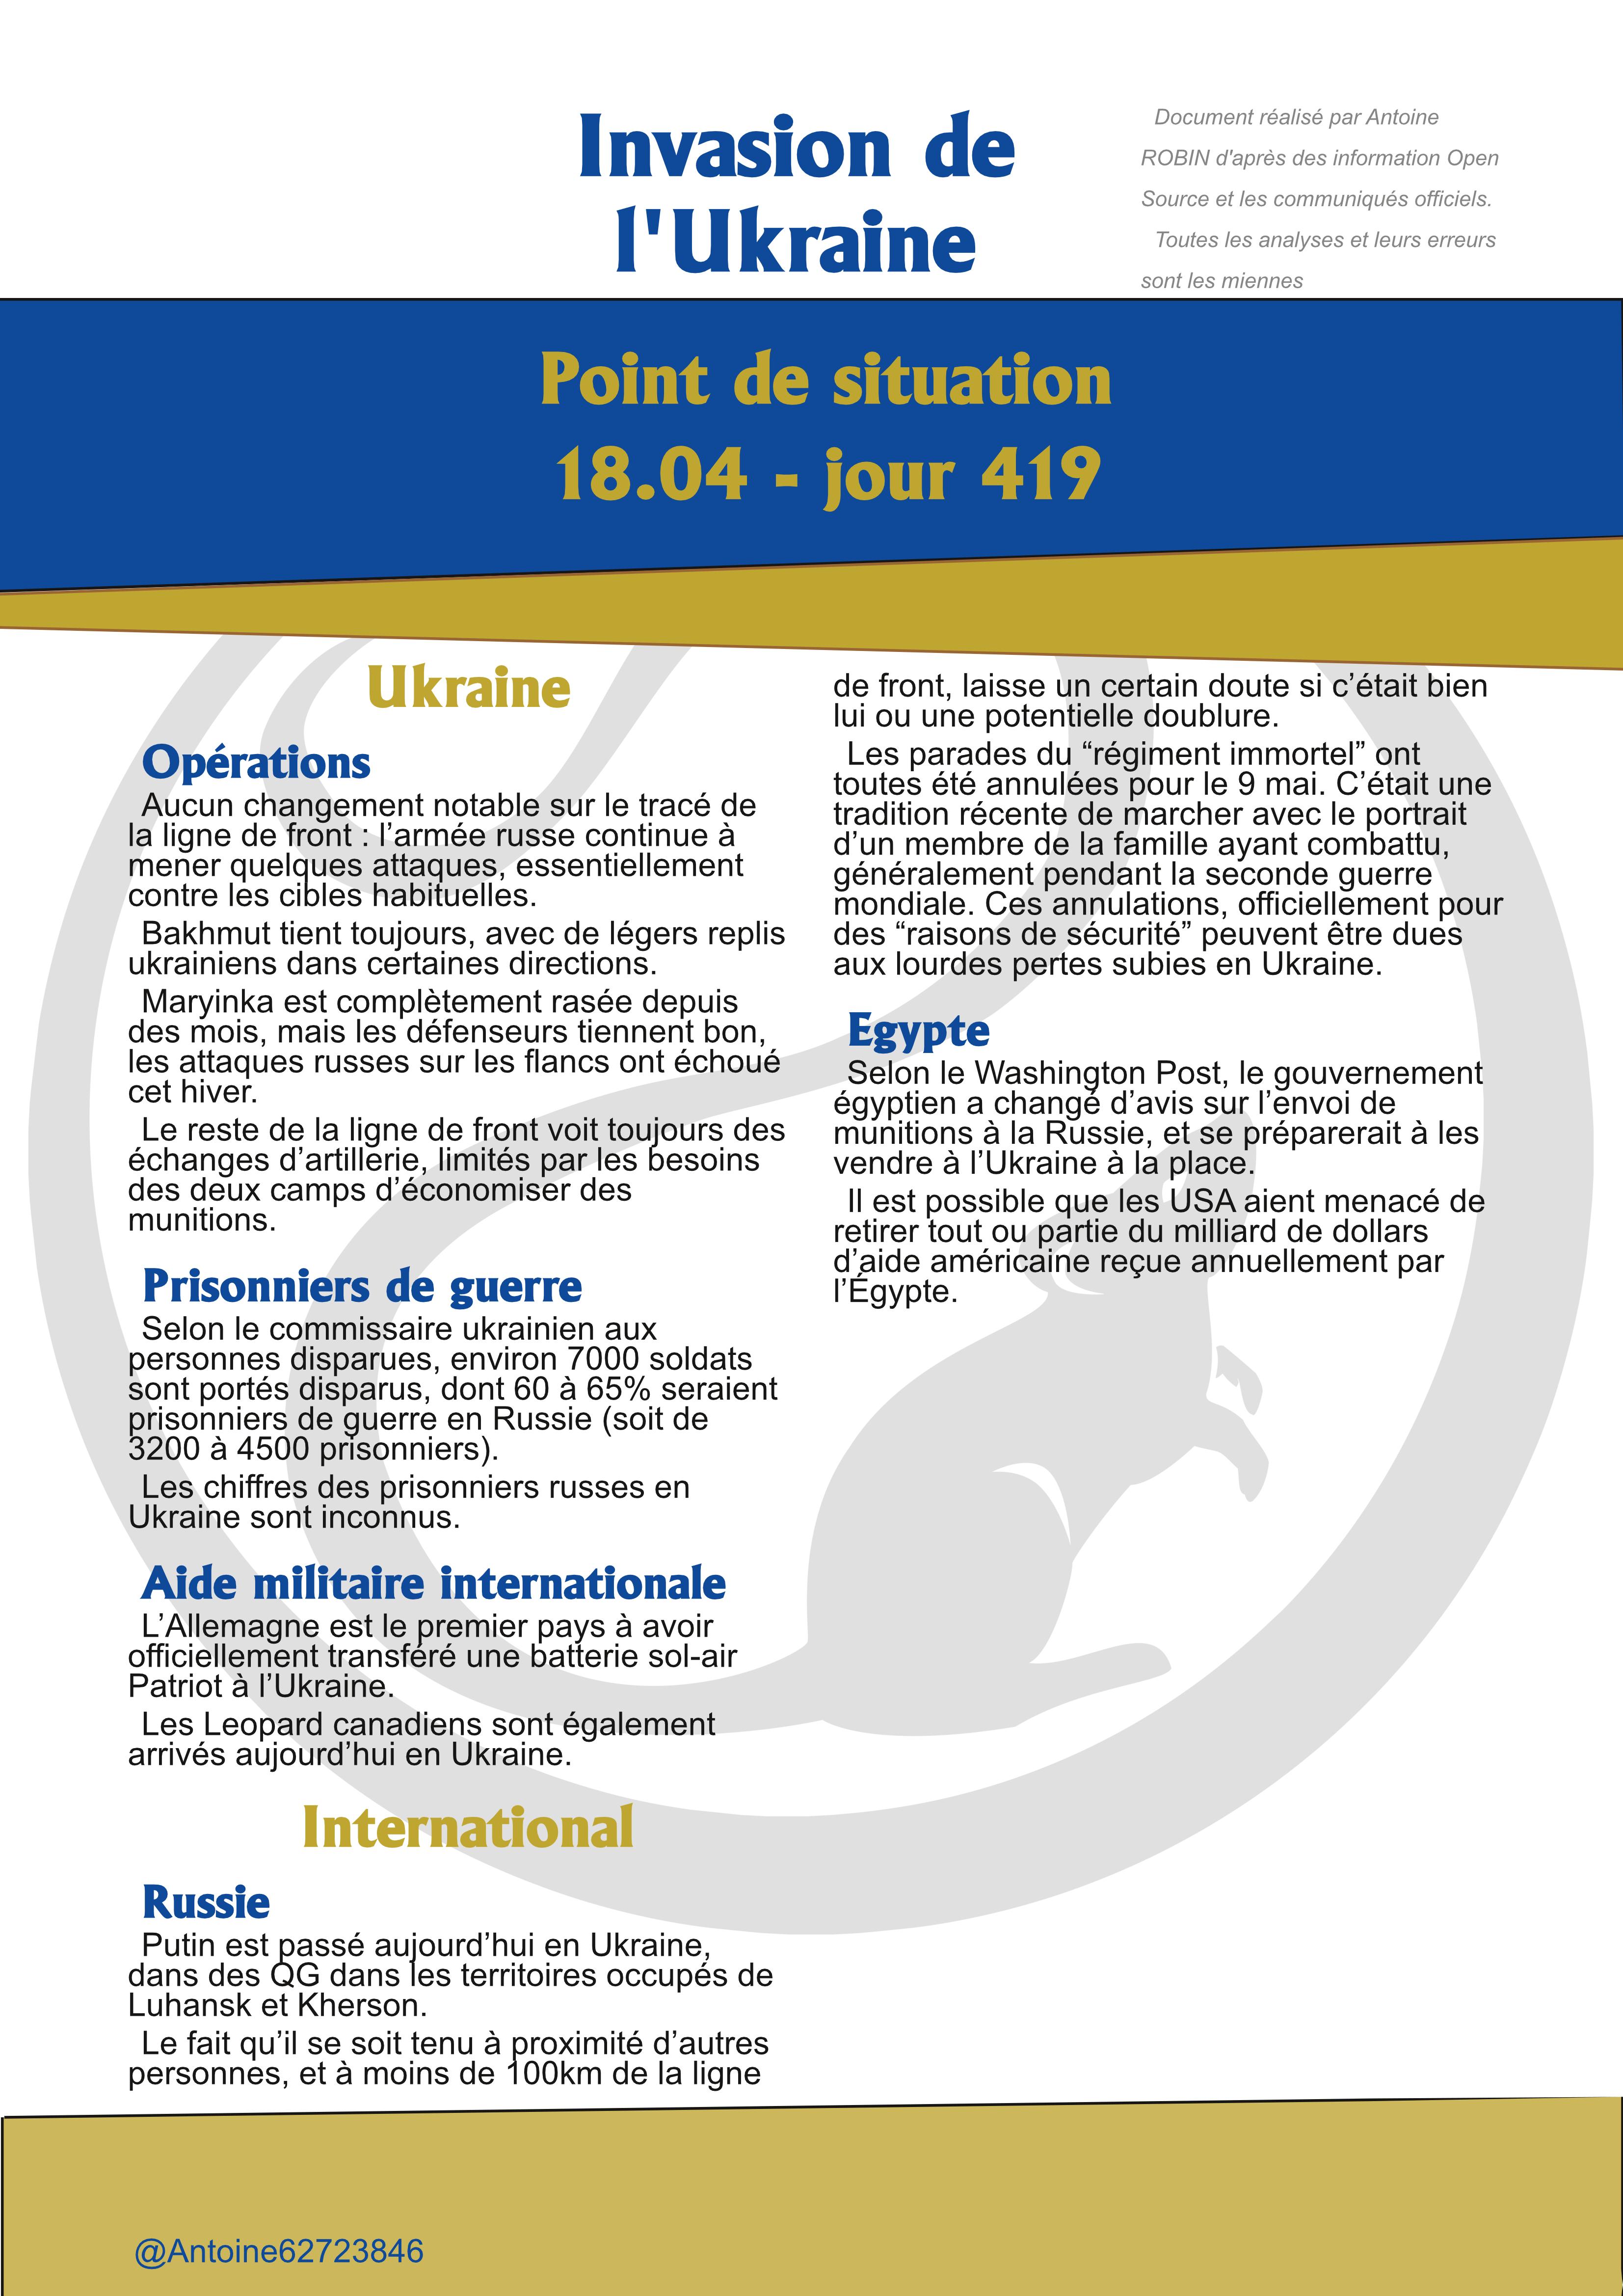 Invasion de
l'Ukraine
Document réalisé par Antoine
ROBIN d'après des information Open
Source et les communiqués officiels.
Toutes les analyses et leurs erreurs
sont les miennes
Point de situation
18.04 - jour 419
Ukraine
Opérations
Aucun changement notable sur le tracé de
la ligne de front : l’armée russe continue à
mener quelques attaques, essentiellement
contre les cibles habituelles.
Bakhmut tient toujours, avec de légers replis
ukrainiens dans certaines directions.
Maryinka est complètement rasée depuis
des mois, mais les défenseurs tiennent bon,
les attaques russes sur les flancs ont échoué
cet hiver.
Le reste de la ligne de front voit toujours des
échanges d’artillerie, limités par les besoins
des deux camps d’économiser des
munitions.
Prisonniers de guerre
Selon le commissaire ukrainien aux
personnes disparues, environ 7000 soldats
sont portés disparus, dont 60 à 65% seraient
prisonniers de guerre en Russie (soit de
3200 à 4500 prisonniers).
Les chiffres des prisonniers russes en
Ukraine sont inconnus.
Aide militaire internationale
L’Allemagne est le premier pays à avoir
officiellement transféré une batterie sol-air
Patriot à l’Ukraine.
Les Leopard canadiens sont également
arrivés aujourd’hui en Ukraine.
International
Russie
Putin est passé aujourd’hui en Ukraine,
dans des QG dans les territoires occupés de
Luhansk et Kherson.
Le fait qu’il se soit tenu à proximité d’autres
personnes, et à moins de 100km de la ligne
de front, laisse un certain doute si c’était bien
lui ou une potentielle doublure.
Les parades du “régiment immortel” ont
toutes été annulées pour le 9 mai. C’était une
tradition récente de marcher avec le portrait
d’un membre de la famille ayant combattu,
généralement pendant la seconde guerre
mondiale. Ces annulations, officiellement pour
des “raisons de sécurité” peuvent être dues
aux lourdes pertes subies en Ukraine.
Egypte
Selon le Washington Post, le gouvernement
égyptien a changé d’avis sur l’envoi de
munitions à la Russie, et se préparerait à les
vendre à l’Ukraine à la place.
Il est possible que les USA aient menacé de
retirer tout ou partie du milliard de dollars
d’aide américaine reçue annuellement par
l’Égypte.
@Antoine62723846